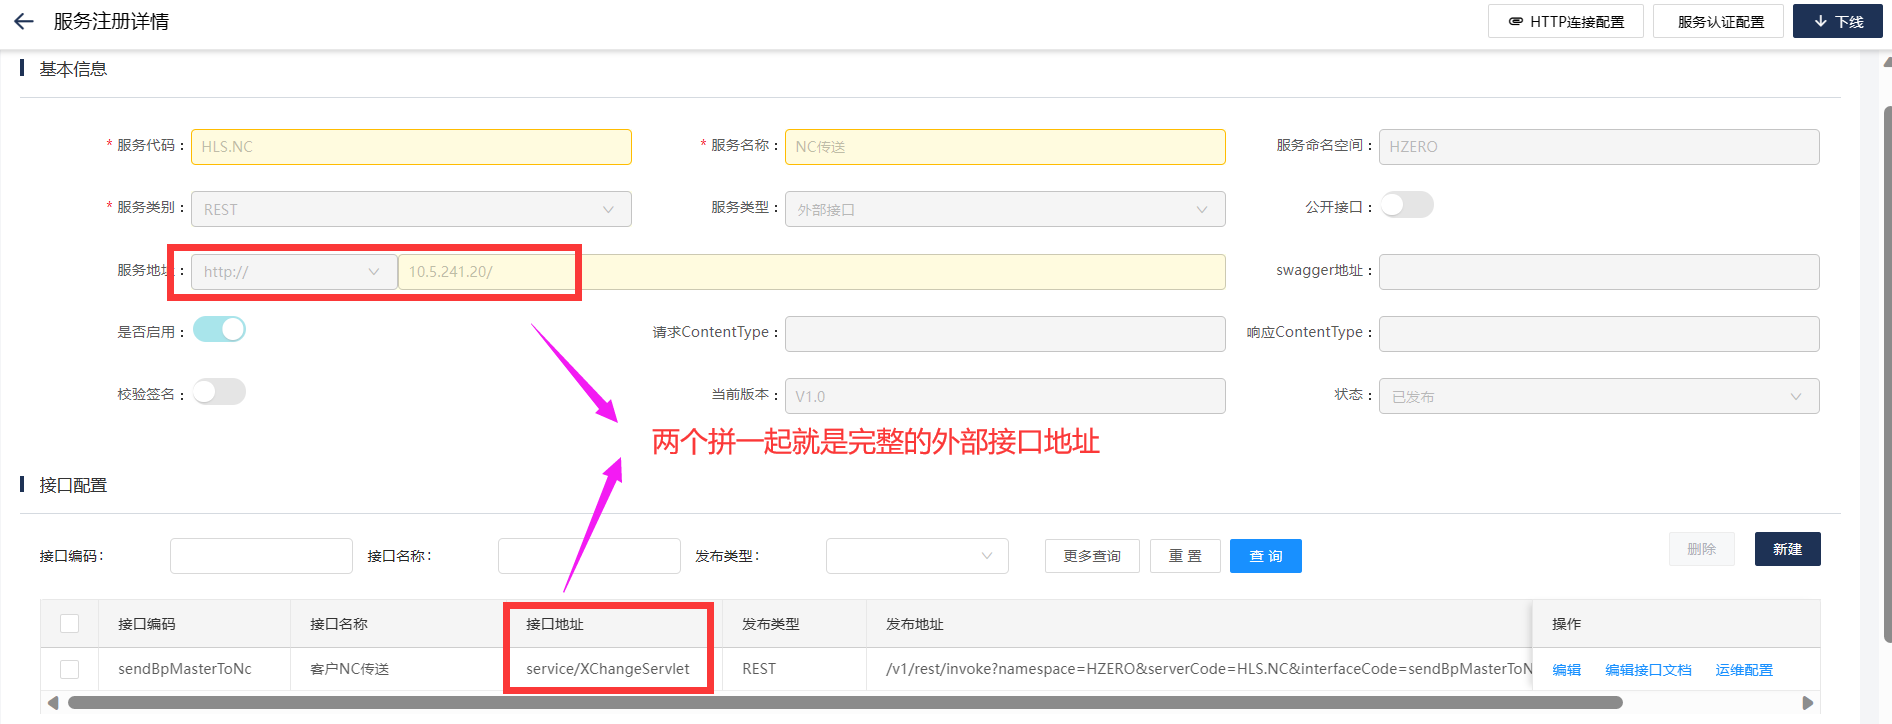 服务注册详情
HTTP连接配置
服务认证配置
下线
基本信息
* 服务代码：
HLS.NC
* 服务名称：
NC传送
服务命名空间：
HZERO
* 服务类别：
REST
服务类型：
外部接口
公开接口：
服务地址：
http://
10.5.241.20/
swagger地址：
是否启用：
请求ContentType：
响应ContentType：
校验签名：
当前版本：
V1.0
状态：
已发布
两个拼一起就是完整的外部接口地址
接口配置
接口编码：
接口名称：
发布类型：
更多查询
重 置
查 询
删除
新建
接口编码
接口名称
接口地址
发布类型
发布地址
操作
sendBpMasterToNc
客户NC传送
service/XChangeServlet
REST
/v1/rest/invoke?namespace=HZERO&serverCode=HLS.NC&interfaceCode=sendBpMasterToN
编辑
编辑接口文档
运维配置